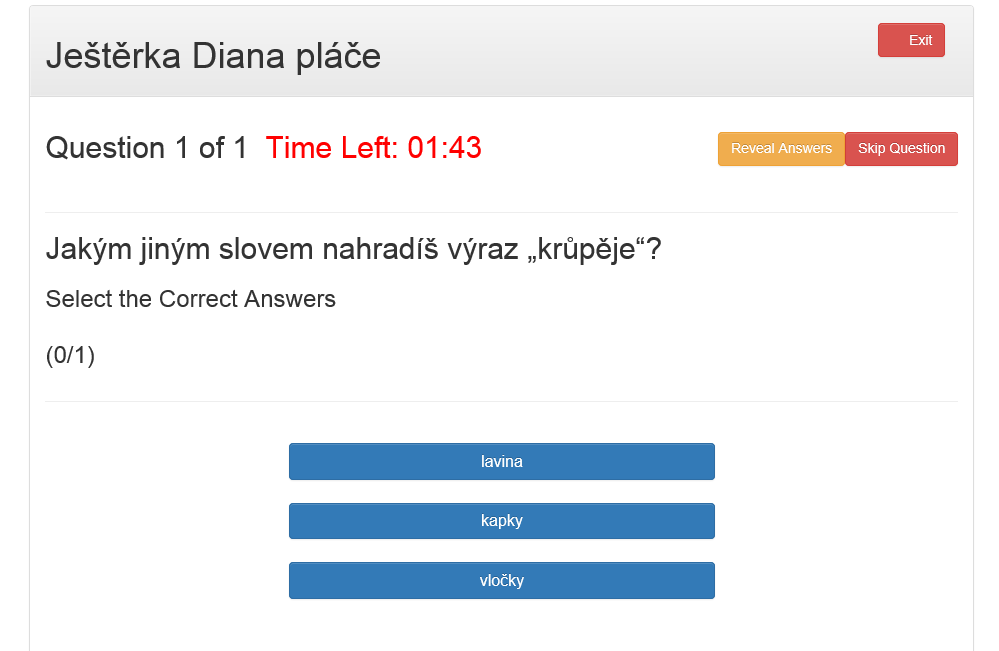 Ještěrka Diana pláče
Exit
Question 1 of 1 Time Left: 01:43
Reveal Answers
Skip Question
Jakým jiným slovem nahradíš výraz „krůpěje“?
Select the Correct Answers
(0/1)
lavina
kapky
vločky